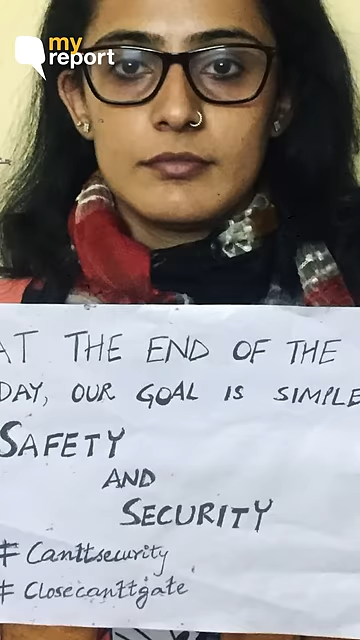 my
report
AT THE END OF THE
DAY, OUR GOAL IS SIMPLE
SAFETY
AND
SECURITY
# Canttsecurity
# Closecanttgate